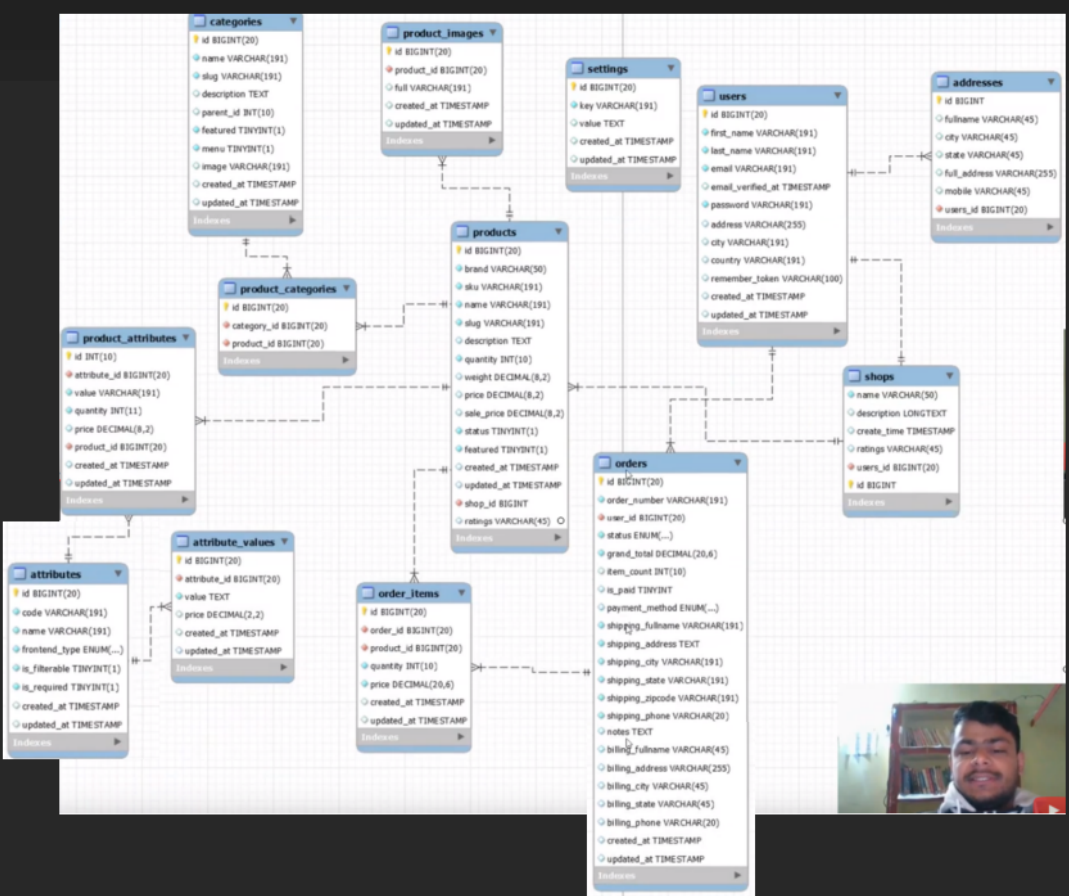 categories
id BIGINT(20)
name VARCHAR(191)
slug VARCHAR(191)
description TEXT
parent_id INT(10)
featured TINYINT(1)
menu TINYINT(1)
image VARCHAR(191)
created_at TIMESTAMP
updated_at TIMESTAMP
Indexes
product_images
id BIGINT(20)
product_id BIGINT(20)
full VARCHAR(191)
created_at TIMESTAMP
updated_at TIMESTAMP
Indexes
settings
id BIGINT(20)
key VARCHAR(191)
value TEXT
created_at TIMESTAMP
updated_at TIMESTAMP
Indexes
users
id BIGINT(20)
first_name VARCHAR(191)
last_name VARCHAR(191)
email VARCHAR(191)
email_verified_at TIMESTAMP
password VARCHAR(191)
address VARCHAR(255)
city VARCHAR(191)
country VARCHAR(191)
remember_token VARCHAR(100)
created_at TIMESTAMP
updated_at TIMESTAMP
Indexes
addresses
id BIGINT
fullname VARCHAR(45)
city VARCHAR(45)
state VARCHAR(45)
full_address VARCHAR(255)
mobile VARCHAR(45)
users_id BIGINT(20)
Indexes
product_categories
id BIGINT(20)
category_id BIGINT(20)
product_id BIGINT(20)
Indexes
products
id BIGINT(20)
brand VARCHAR(50)
sku VARCHAR(191)
name VARCHAR(191)
slug VARCHAR(191)
description TEXT
quantity INT(10)
weight DECIMAL(8,2)
price DECIMAL(8,2)
sale_price DECIMAL(8,2)
status TINYINT(1)
featured TINYINT(1)
created_at TIMESTAMP
updated_at TIMESTAMP
shop_id BIGINT
ratings VARCHAR(45)
Indexes
product_attributes
id INT(10)
attribute_id BIGINT(20)
value VARCHAR(191)
quantity INT(11)
price DECIMAL(8,2)
product_id BIGINT(20)
created_at TIMESTAMP
updated_at TIMESTAMP
Indexes
shops
name VARCHAR(50)
description LONGTEXT
create_time TIMESTAMP
ratings VARCHAR(45)
users_id BIGINT(20)
id BIGINT
Indexes
attributes
id BIGINT(20)
code VARCHAR(191)
name VARCHAR(191)
frontend_type ENUM(...)
is_filterable TINYINT(1)
is_required TINYINT(1)
created_at TIMESTAMP
updated_at TIMESTAMP
Indexes
attribute_values
id BIGINT(20)
attribute_id BIGINT(20)
value TEXT
price DECIMAL(2,2)
created_at TIMESTAMP
updated_at TIMESTAMP
Indexes
order_items
id BIGINT(20)
order_id BIGINT(20)
product_id BIGINT(20)
quantity INT(10)
price DECIMAL(20,6)
created_at TIMESTAMP
updated_at TIMESTAMP
Indexes
orders
id BIGINT(20)
order_number VARCHAR(191)
user_id BIGINT(20)
status ENUM(...)
grand_total DECIMAL(20,6)
item_count INT(10)
is_paid TINYINT
payment_method ENUM(...)
shipping_fullname VARCHAR(191)
shipping_address TEXT
shipping_city VARCHAR(191)
shipping_state VARCHAR(191)
shipping_zipcode VARCHAR(191)
shipping_phone VARCHAR(20)
notes TEXT
billing_fullname VARCHAR(45)
billing_address VARCHAR(255)
billing_city VARCHAR(45)
billing_state VARCHAR(45)
billing_phone VARCHAR(20)
created_at TIMESTAMP
updated_at TIMESTAMP
Indexes